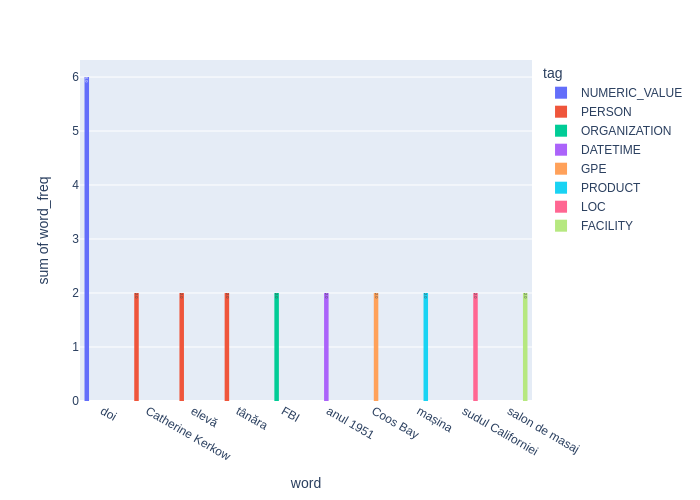 tag
NUMERIC_VALUE
PERSON
ORGANIZATION
DATETIME
GPE
PRODUCT
LOC
FACILITY
sum of word_freq
6
5
4
3
2
1
0
doi
Catherine Kerkow
elevă
tânăra
FBI
anul 1951
Coos Bay
mașina
sudul Californiei
salon de masaj
word